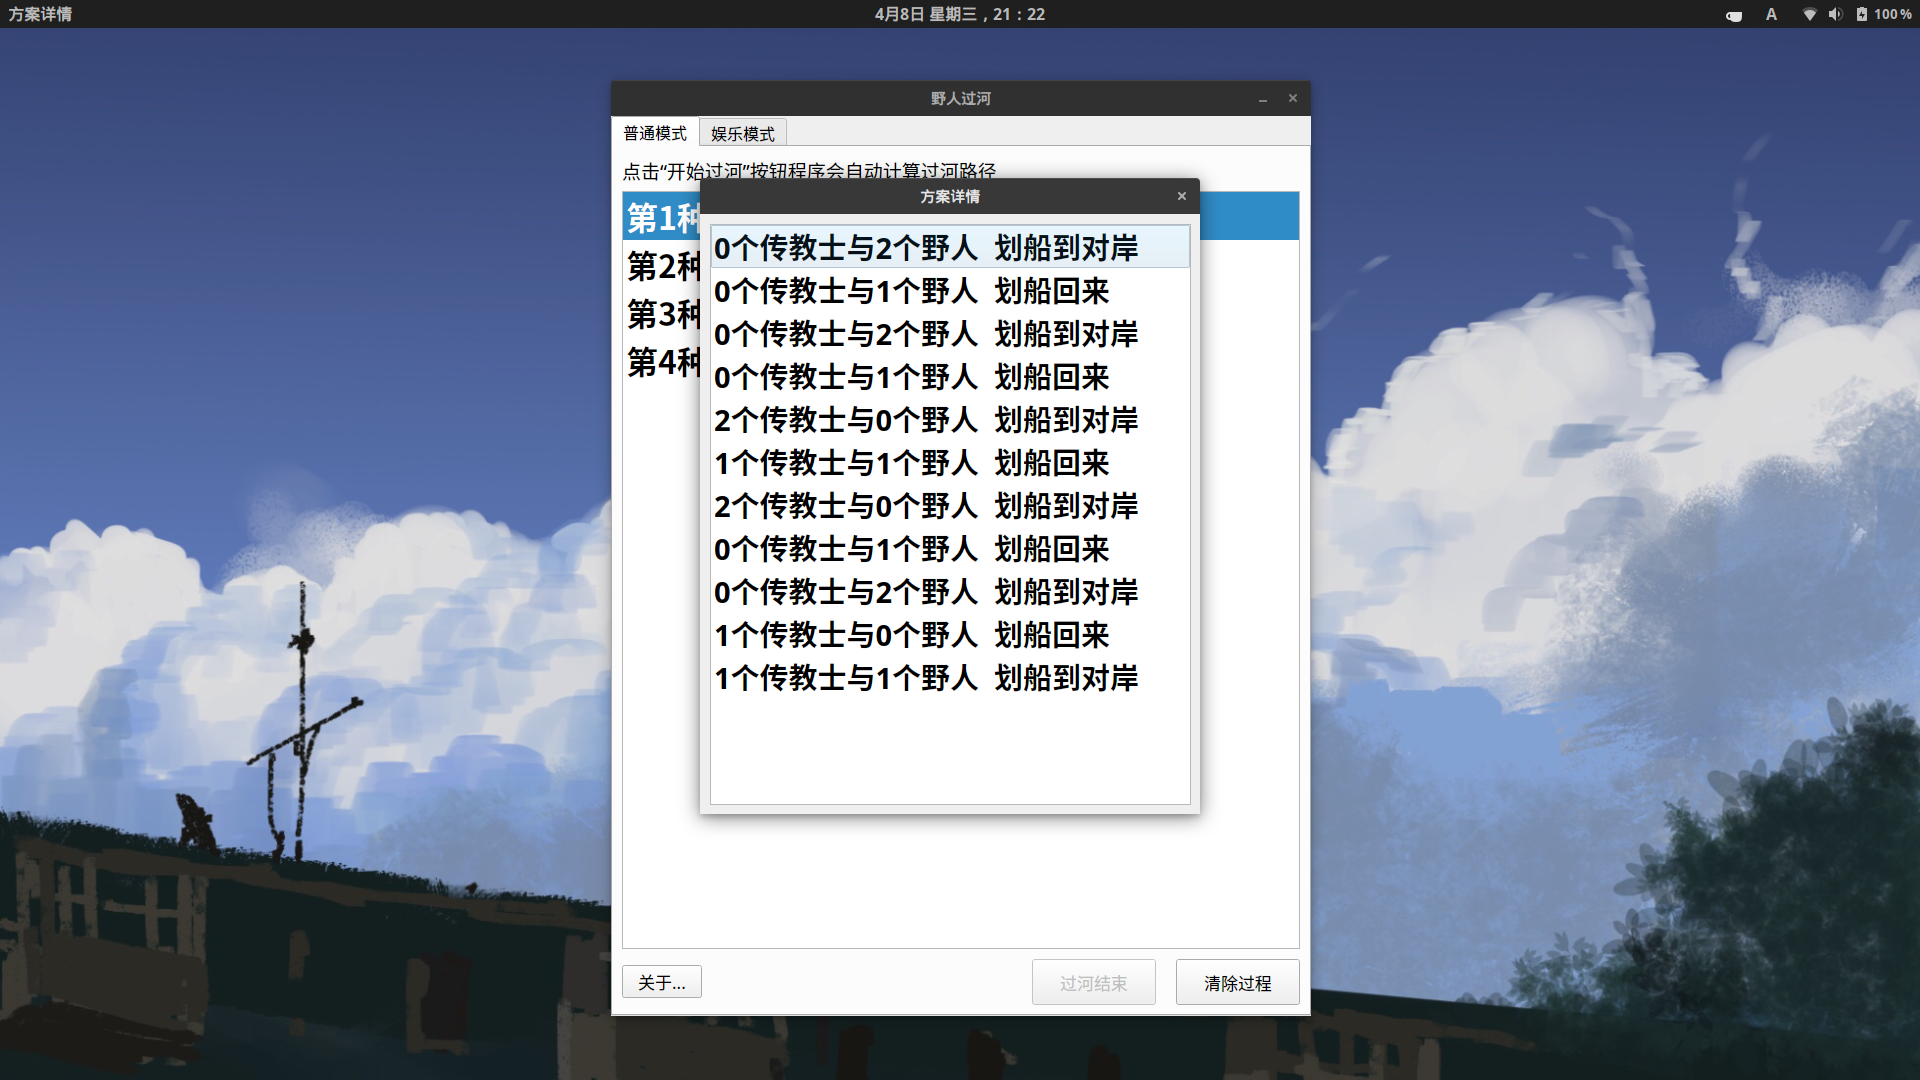 方案详情
4月8日 星期三，21：22
A
100%
野人过河
普通模式
娱乐模式
点击“开始过河”按钮程序会自动计算过河路径
第1种
第2种
第3种
第4种
方案详情
0个传教士与2个野人 划船到对岸
0个传教士与1个野人 划船回来
0个传教士与2个野人 划船到对岸
0个传教士与1个野人 划船回来
2个传教士与0个野人 划船到对岸
1个传教士与1个野人 划船回来
2个传教士与0个野人 划船到对岸
0个传教士与1个野人 划船回来
0个传教士与2个野人 划船到对岸
1个传教士与0个野人 划船回来
1个传教士与1个野人 划船到对岸
关于...
过河结束
清除过程